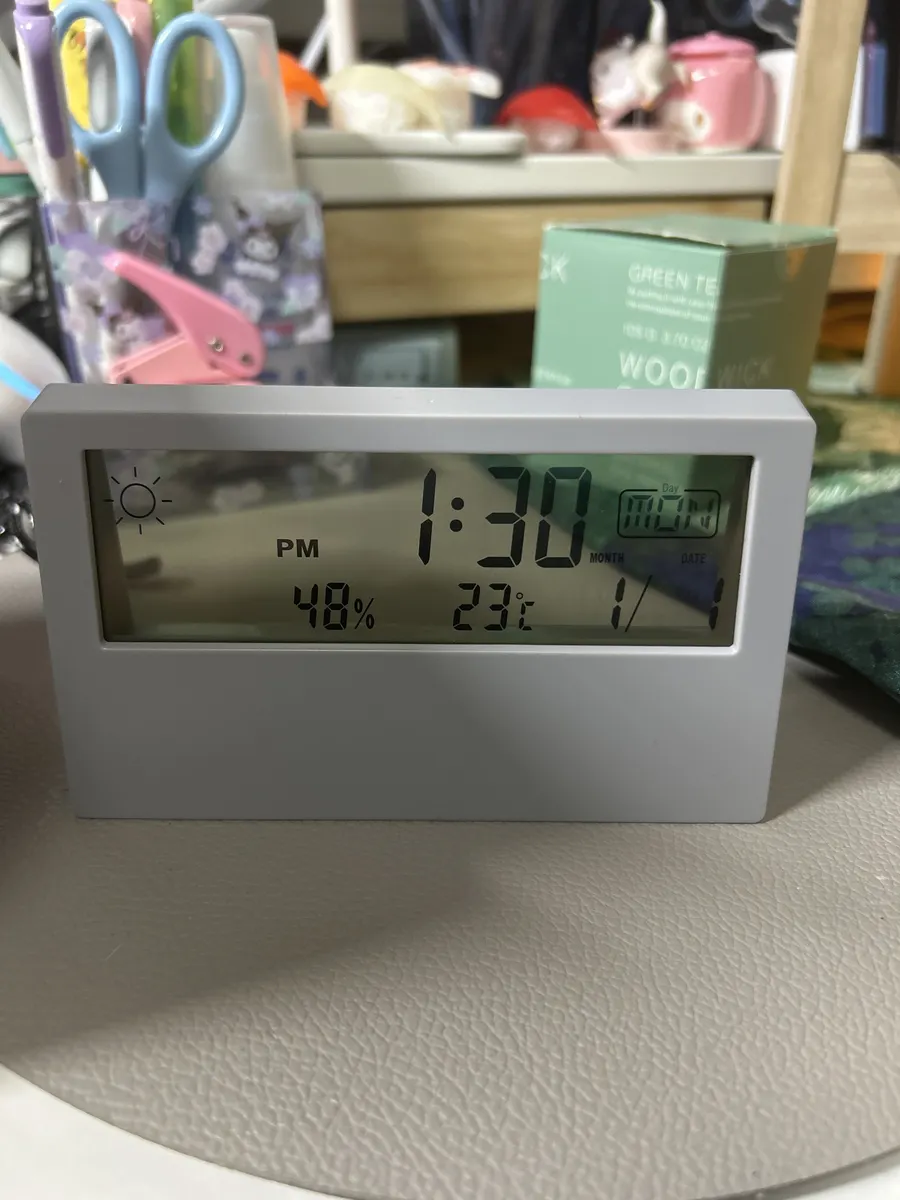 GREEN TE
WOOD WICK
Day
PM 1:30 MON
MONTH DATE
48% 23℃ 1/ 1